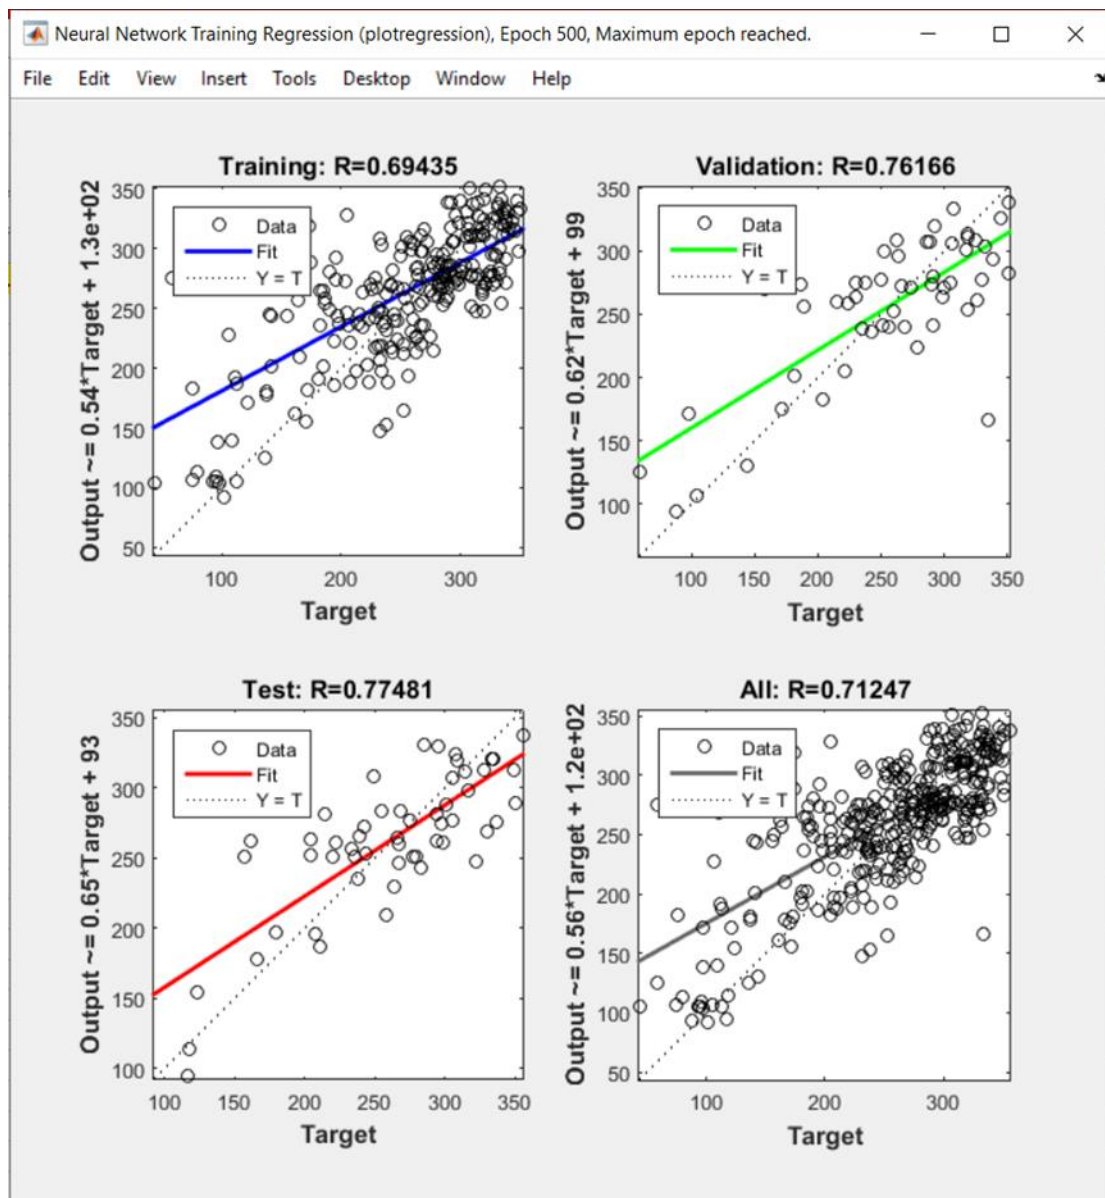 Neural Network Training Regression (plotregression), Epoch 500, Maximum epoch reached.
File Edit View Insert Tools Desktop Window Help
Training: R=0.69435
Output ~= 0.54*Target + 1.3e+02
350
300
250
200
150
100
50
Data
Fit
Y = T
100 200 300
Target
Validation: R=0.76166
Output ~= 0.62*Target + 99
350
300
250
200
150
100
Data
Fit
Y = T
100 150 200 250 300 350
Target
Test: R=0.77481
Output ~= 0.65*Target + 93
350
300
250
200
150
100
Data
Fit
Y = T
100 150 200 250 300 350
Target
All: R=0.71247
Output ~= 0.56*Target + 1.2e+02
350
300
250
200
150
100
50
Data
Fit
Y = T
100 200 300
Target